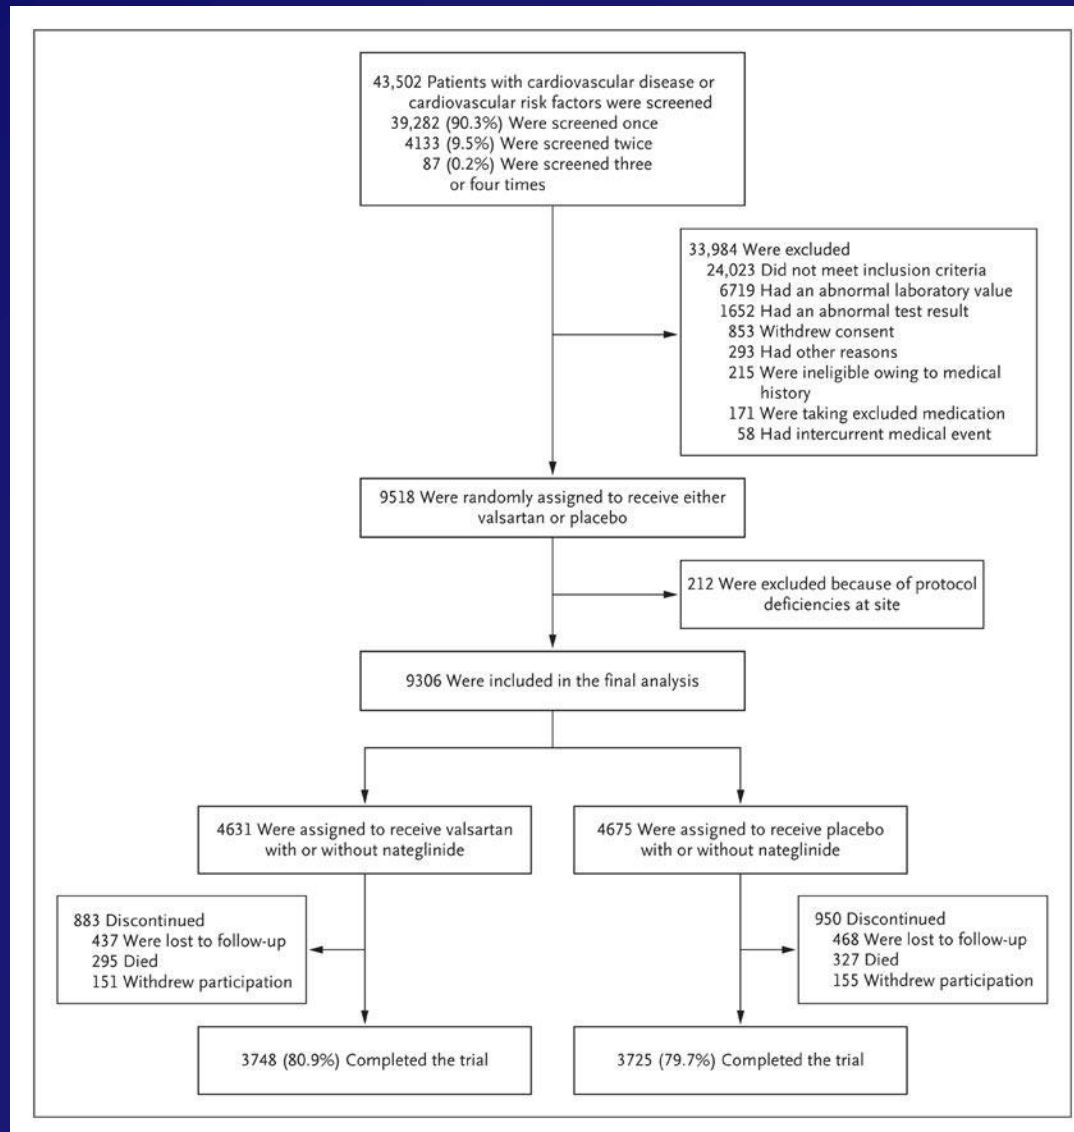 43,502 Patients with cardiovascular disease or
cardiovascular risk factors were screened
39,282 (90.3%) Were screened once
4133 (9.5%) Were screened twice
87 (0.2%) Were screened three
or four times
33,984 Were excluded
24,023 Did not meet inclusion criteria
6719 Had an abnormal laboratory value
1652 Had an abnormal test result
853 Withdrew consent
293 Had other reasons
215 Were ineligible owing to medical
history
171 Were taking excluded medication
58 Had intercurrent medical event
9518 Were randomly assigned to receive either
valsartan or placebo
212 Were excluded because of protocol
deficiencies at site
9306 Were included in the final analysis
4631 Were assigned to receive valsartan
with or without nateglinide
4675 Were assigned to receive placebo
with or without nateglinide
883 Discontinued
437 Were lost to follow-up
295 Died
151 Withdrew participation
950 Discontinued
468 Were lost to follow-up
327 Died
155 Withdrew participation
3748 (80.9%) Completed the trial
3725 (79.7%) Completed the trial